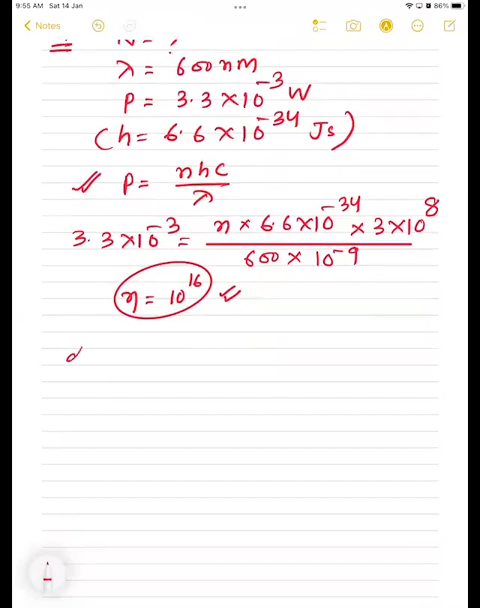 9:55 AM Sat 14 Jan
86%
Notes
N = ?
λ = 600 nm
P = 3.3 × 10⁻³ W
(h = 6.6 × 10⁻³⁴ Js)
P = nhc / λ
3.3 × 10⁻³ = n × 6.6 × 10⁻³⁴ × 3 × 10⁸ / 600 × 10⁻⁹
n = 10¹⁶